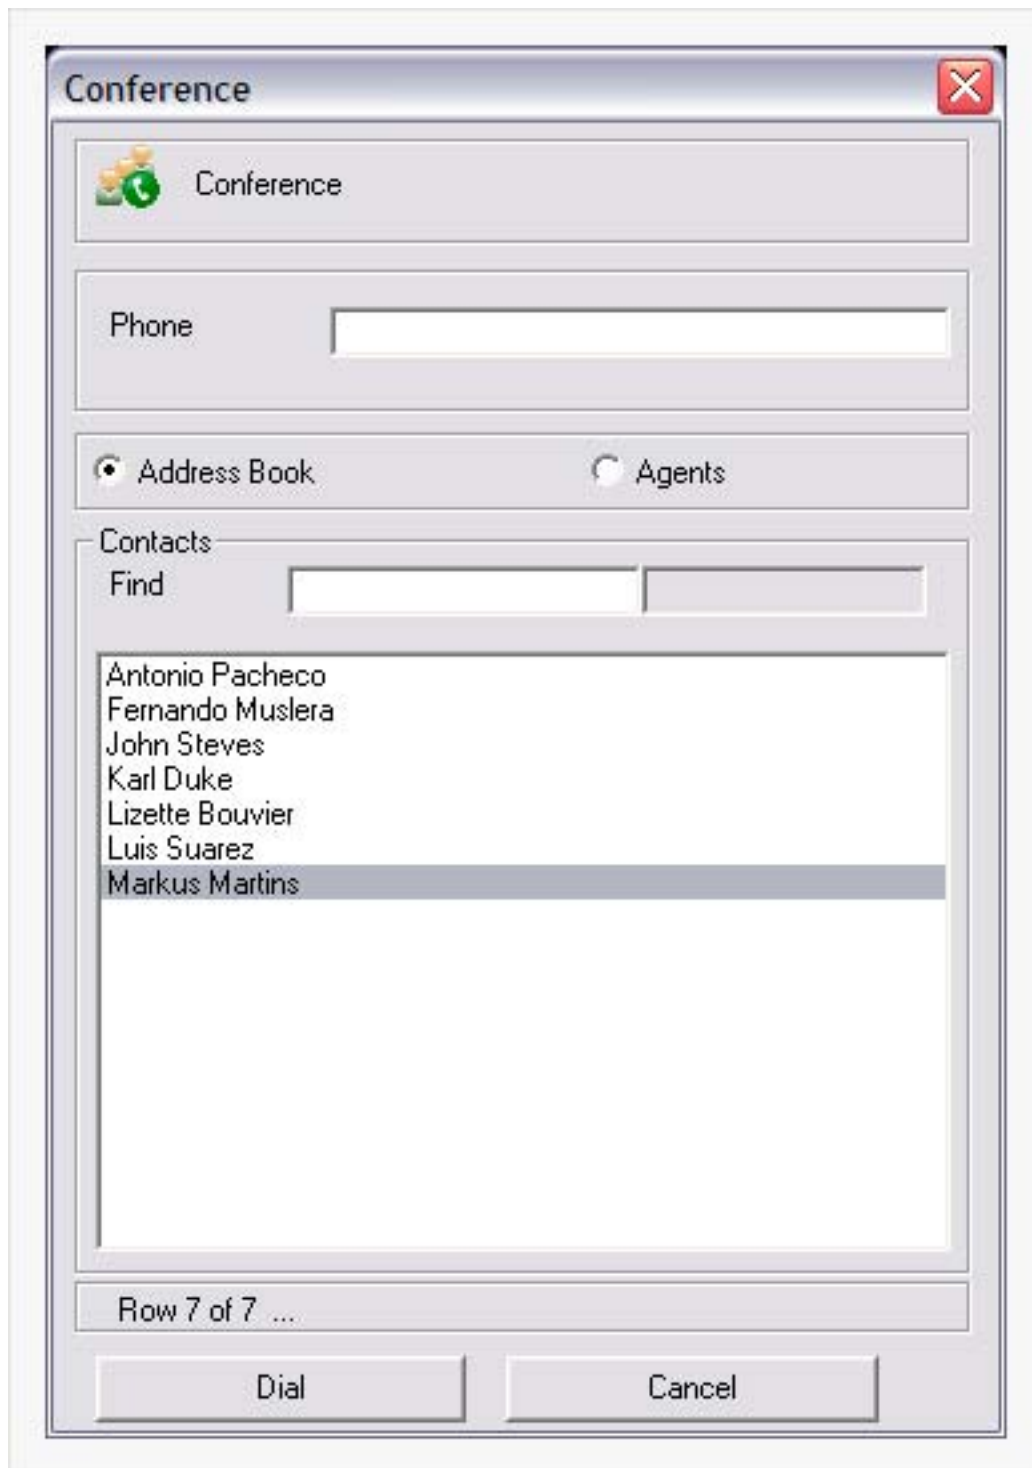 Conference
Conference
Phone
Address Book Agents
Contacts
Find
Antonio Pacheco
Fernando Muslera
John Steves
Karl Duke
Lizette Bouvier
Luis Suarez
Markus Martins
Row 7 of 7 ...
Dial Cancel